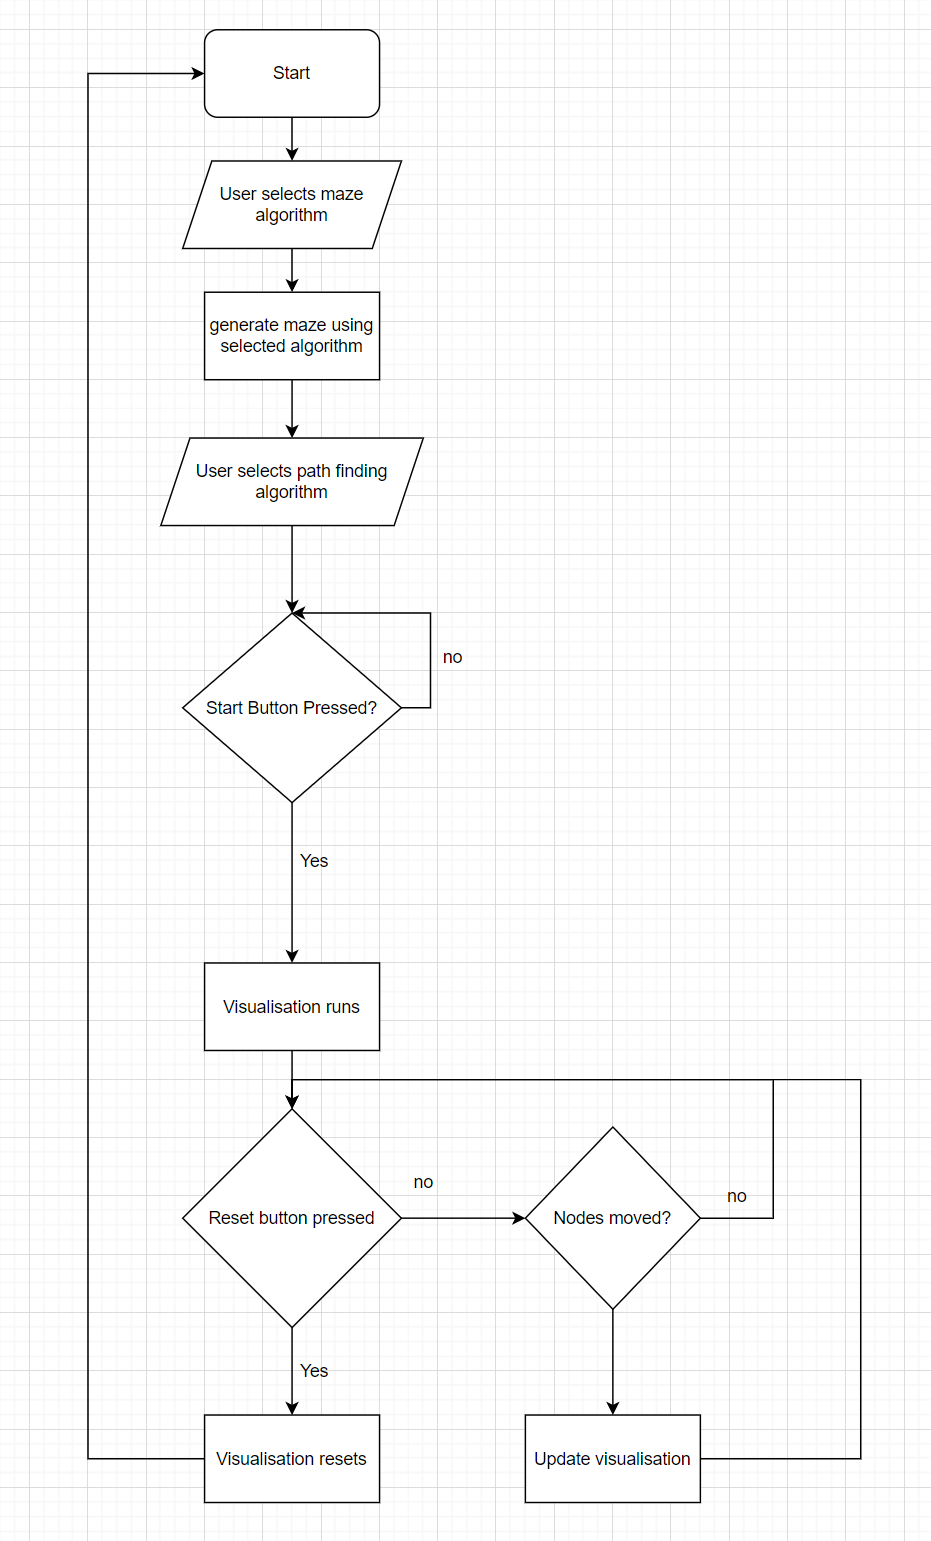 Start
User selects maze
algorithm
generate maze using
selected algorithm
User selects path finding
algorithm
no
Start Button Pressed?
Yes
Visualisation runs
no
no
Reset button pressed
Nodes moved?
Yes
Visualisation resets
Update visualisation